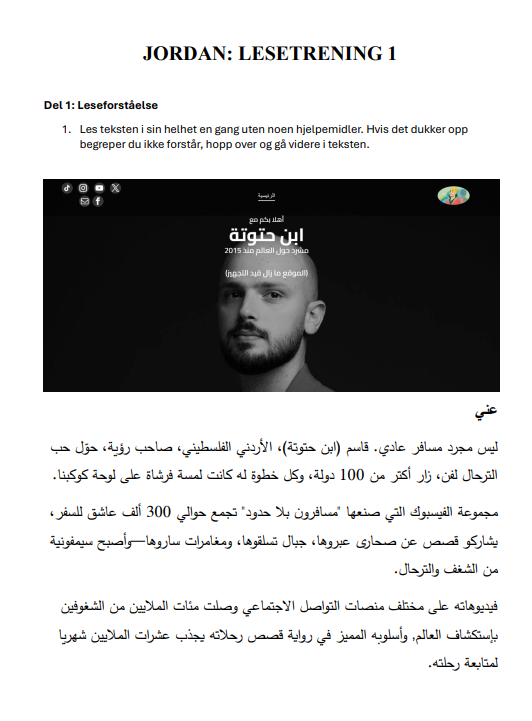 JORDAN: LESETRENING 1
Del 1: Leseforståelse
1. Les teksten i sin helhet en gang uten noen hjelpemidler. Hvis det dukker opp
begreper du ikke forstår, hopp over og gå videre i teksten.
الرئيسية
أهلا بكم مع
ابن حتوتة
مشرد حول العالم منذ 2015
(الموقع ما زال قيد التجهيز)
عني
ليس مجرد مسافر عادي. قاسم (ابن حتوتة)، الأردني الفلسطيني، صاحب رؤية، حوّل حب
الترحال لفن، زار أكثر من 100 دولة، وكل خطوة له كانت لمسة فرشاة على لوحة كوكبنا.
مجموعة الفيسبوك التي صنعها "مسافرون بلا حدود" تجمع حوالي 300 ألف عاشق للسفر،
يشاركو قصص عن صحارى عبروها، جبال تسلقوها، ومغامرات ساروها—وأصبح سيمفونية
من الشغف والترحال.
فيديوهاته على مختلف منصات التواصل الاجتماعي وصلت مئات الملايين من الشغوفين
بإستكشاف العالم, وأسلوبه المميز في رواية قصص رحلاته يجذب عشرات الملايين شهريا
لمتابعة رحلته.